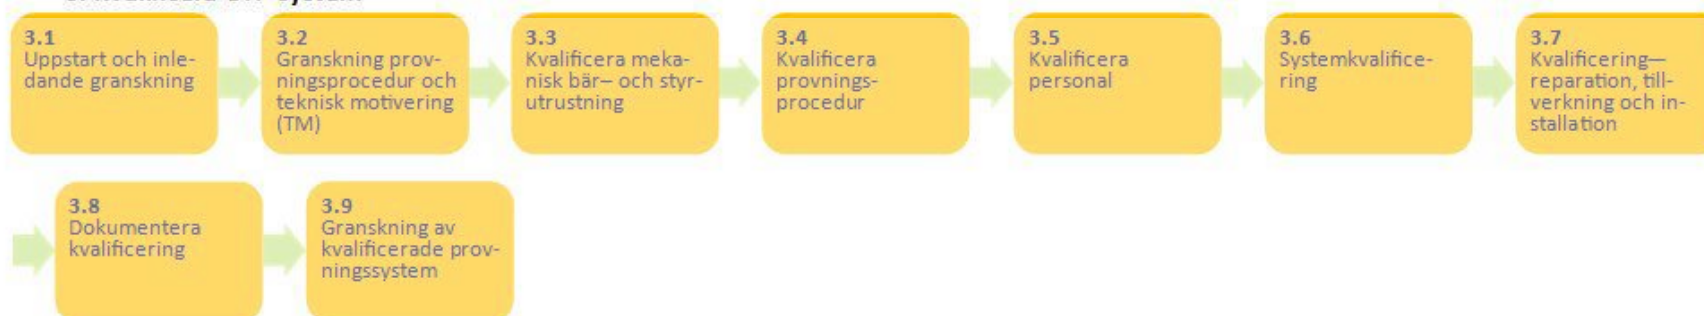 3.1
Uppstart och inle-
dande granskning
3.2
Granskning prov-
ningsprocedur och
teknisk motivering
(TM)
3.3
Kvalificera meka-
nisk bär– och styr-
utrustning
3.4
Kvalificera
provnings-
procedur
3.5
Kvalificera
personal
3.6
Systemkvalifice-
ring
3.7
Kvalificering—
reparation, till-
verkning och in-
stallation
3.8
Dokumentera
kvalificering
3.9
Granskning av
kvalificerade prov-
ningssystem